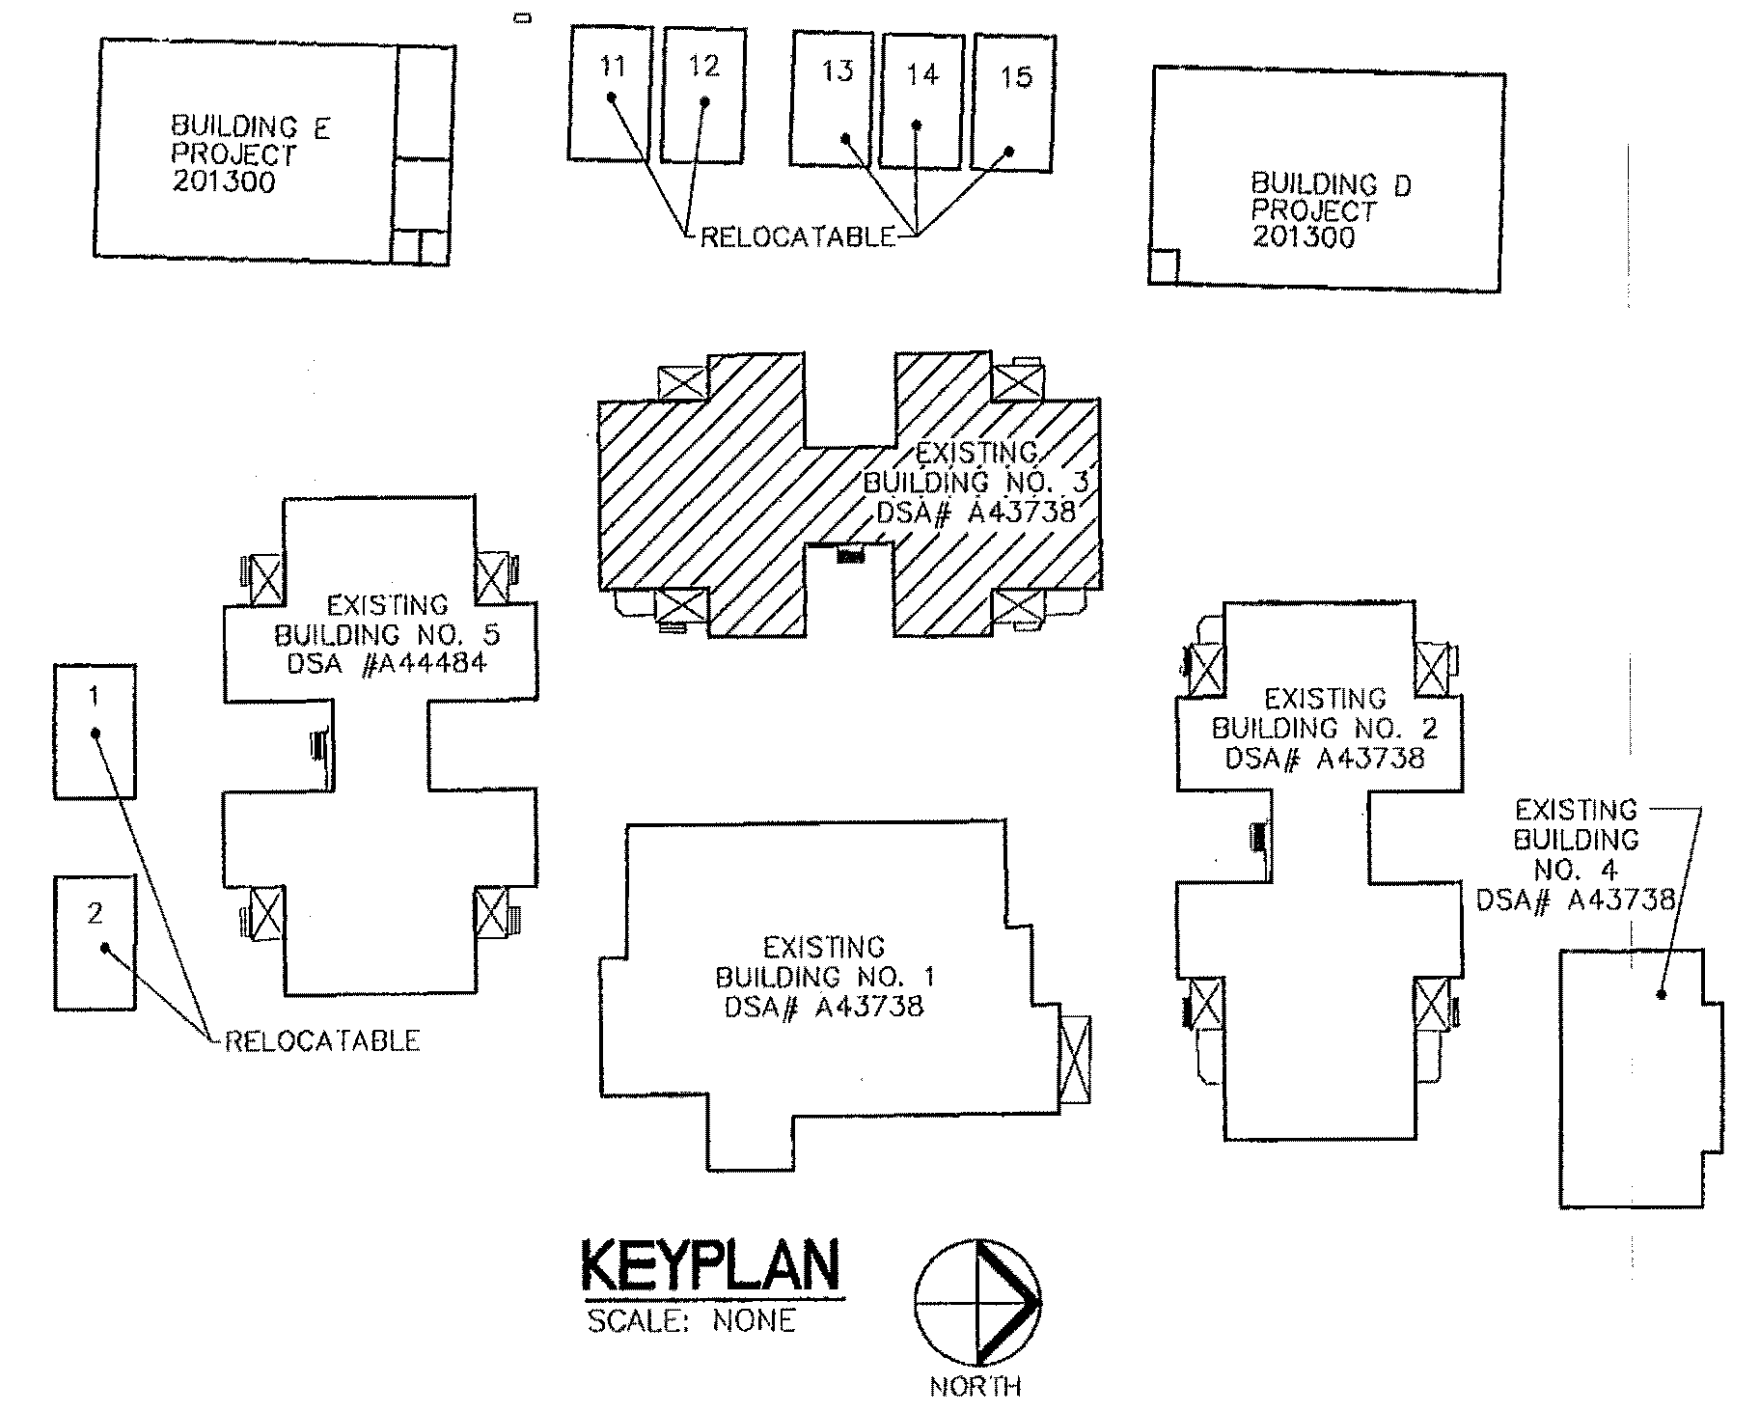 11
12
13
14
15
BUILDING E
PROJECT
201300
RELOCATABLE
BUILDING D
PROJECT
201300
EXISTING
BUILDING NO. 3
DSA# A43738
EXISTING
BUILDING NO. 5
DSA #A44484
1
2
RELOCATABLE
EXISTING
BUILDING NO. 2
DSA# A43738
EXISTING
BUILDING
NO. 4
DSA# A43738
EXISTING
BUILDING NO. 1
DSA# A43738
KEYPLAN
SCALE: NONE
NORTH